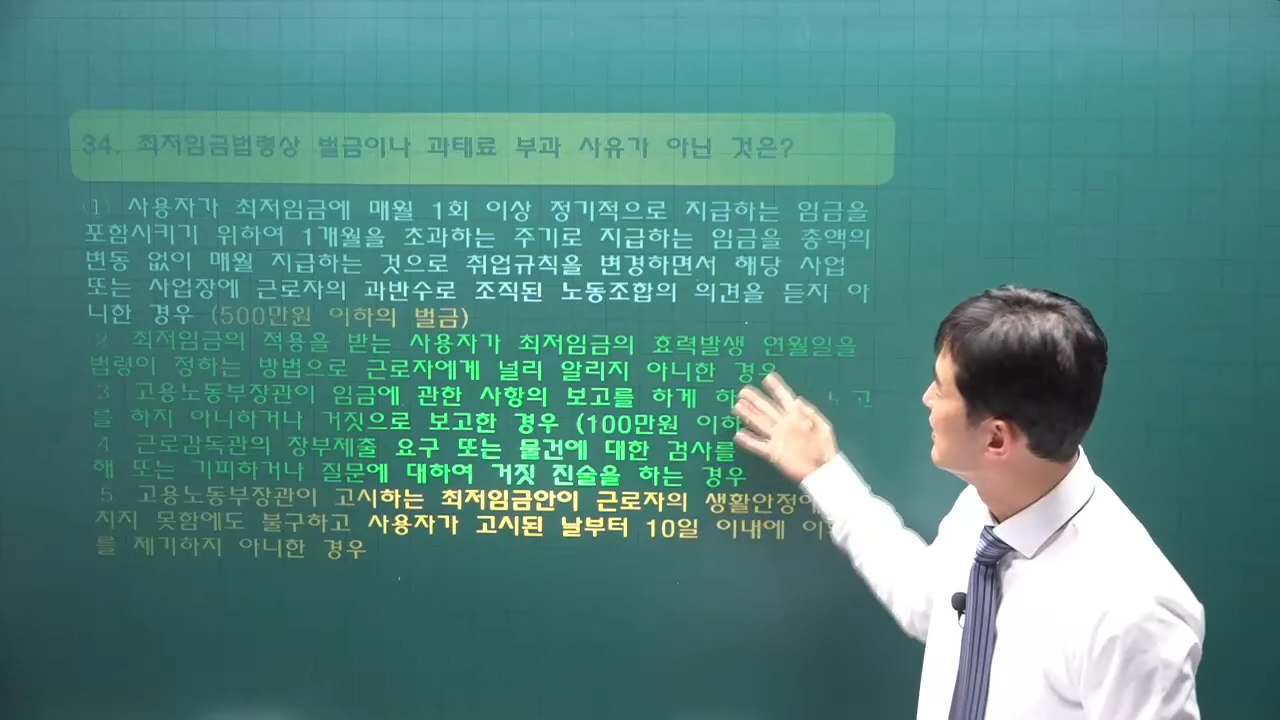 34. 최저임금법령상 벌금이나 과태료 부과 사유가 아닌 것은?
(1) 사용자가 최저임금에 매월 1회 이상 정기적으로 지급하는 임금을
포함시키기 위하여 1개월을 초과하는 주기로 지급하는 임금을 총액의
변동 없이 매월 지급하는 것으로 취업규칙을 변경하면서 해당 사업
또는 사업장에 근로자의 과반수로 조직된 노동조합의 의견을 듣지 아
니한 경우 (500만원 이하의 벌금)
2 최저임금의 적용을 받는 사용자가 최저임금의 효력발생 연월일을
법령이 정하는 방법으로 근로자에게 널리 알리지 아니한 경우
3 고용노동부장관이 임금에 관한 사항의 보고를 하게 하
를 하지 아니하거나 거짓으로 보고한 경우 (100만원 이하
4 근로감독관의 장부제출 요구 또는 물건에 대한 검사를
해 또는 기피하거나 질문에 대하여 거짓 진술을 하는 경우
5 고용노동부장관이 고시하는 최저임금안이 근로자의 생활안정에
치지 못함에도 불구하고 사용자가 고시된 날부터 10일 이내에 이
를 제기하지 아니한 경우